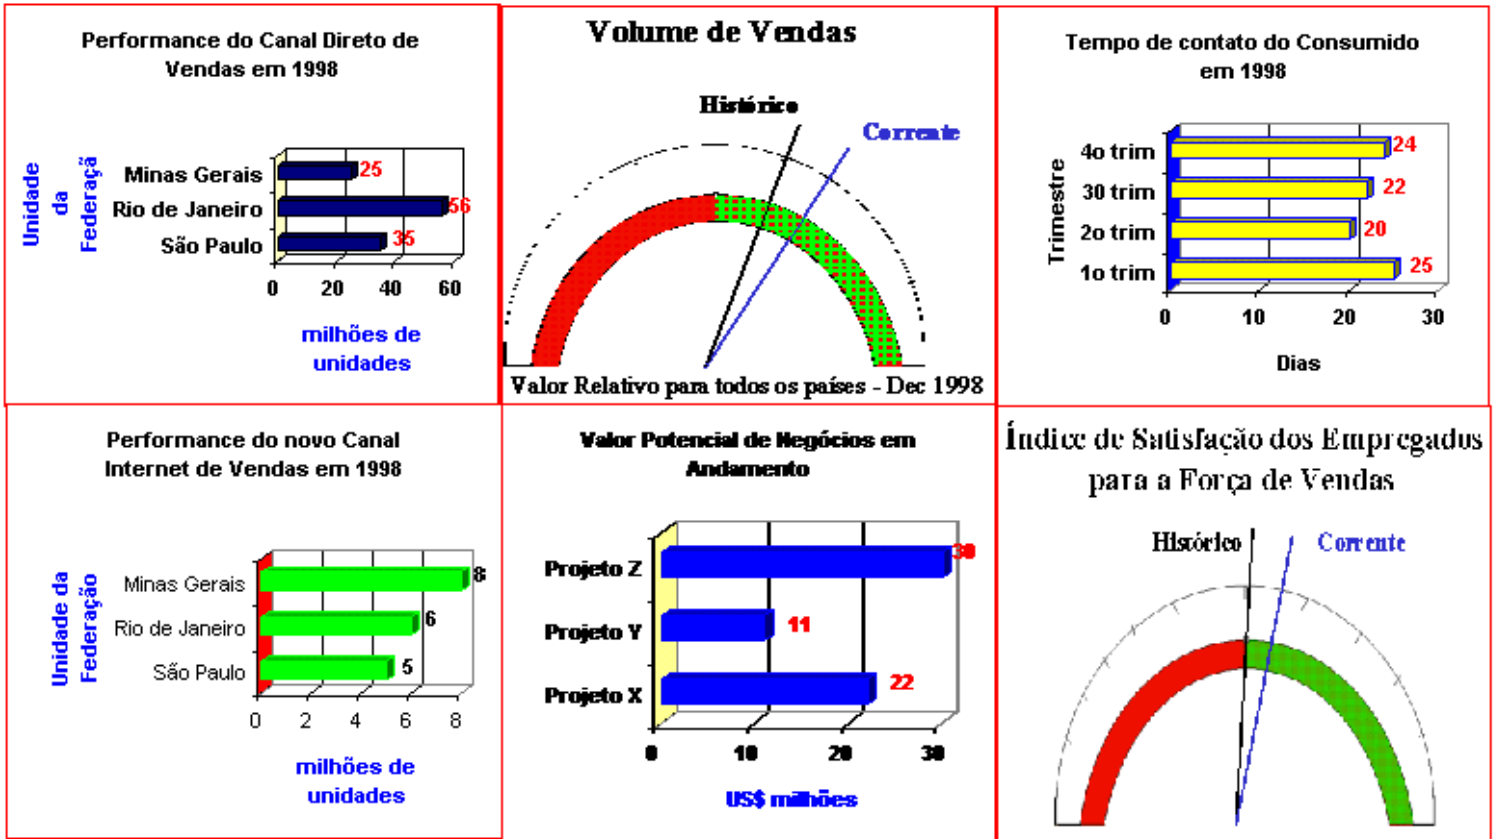 Performance do Canal Direto de
Vendas em 1998
Unidade
da
Federaçã
Minas Gerais
25
Rio de Janeiro
56
São Paulo
35
0 20 40 60
milhões de
unidades
Volume de Vendas
Histórico
Corrente
Valor Relativo para todos os países - Dec 1998
Tempo de contato do Consumido
em 1998
Trimestre
4o trim
24
30 trim
22
2o trim
20
1o trim
25
0 10 20 30
Dias
Performance do novo Canal
Internet de Vendas em 1998
Unidade da
Federação
Minas Gerais
8
Rio de Janeiro
6
São Paulo
5
0 2 4 6 8
milhões de
unidades
Valor Potencial de Negócios em
Andamento
Projeto Z
30
Projeto Y
11
Projeto X
22
0 10 20 30
US$ milhões
Índice de Satisfação dos Empregados
para a Força de Vendas
Histórico
Corrente